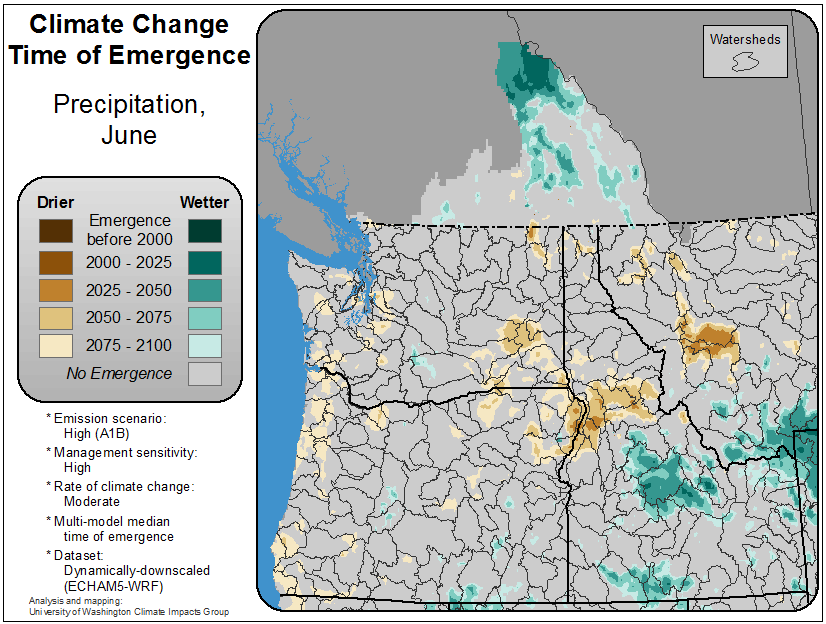 Climate Change
Time of Emergence
Precipitation,
June
Watersheds
Drier Wetter
Emergence
before 2000
2000 - 2025
2025 - 2050
2050 - 2075
2075 - 2100
No Emergence
* Emission scenario:
High (A1B)
* Management sensitivity:
High
* Rate of climate change:
Moderate
* Multi-model median
time of emergence
* Dataset:
Dynamically-downscaled
(ECHAM5-WRF)
Analysis and mapping:
University of Washington Climate Impacts Group